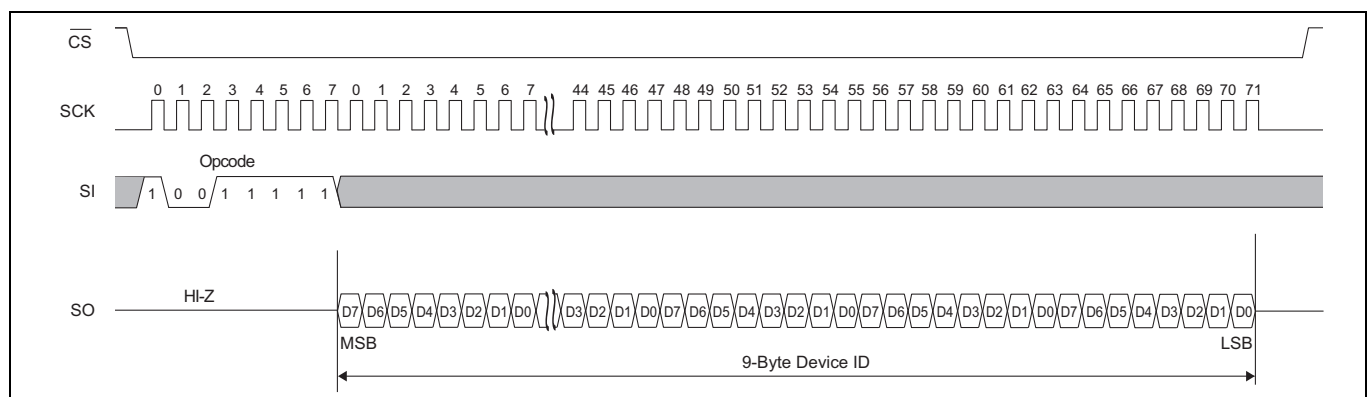 CS
0 1 2 3 4 5 6 7 0 1 2 3 4 5 6 7 44 45 46 47 48 49 50 51 52 53 54 55 56 57 58 59 60 61 62 63 64 65 66 67 68 69 70 71
SCK
Opcode
SI 1 0 0 1 1 1 1 1
HI-Z
SO D7 D6 D5 D4 D3 D2 D1 D0 D3 D2 D1 D0 D7 D6 D5 D4 D3 D2 D1 D0 D7 D6 D5 D4 D3 D2 D1 D0 D7 D6 D5 D4 D3 D2 D1 D0
MSB LSB
9-Byte Device ID